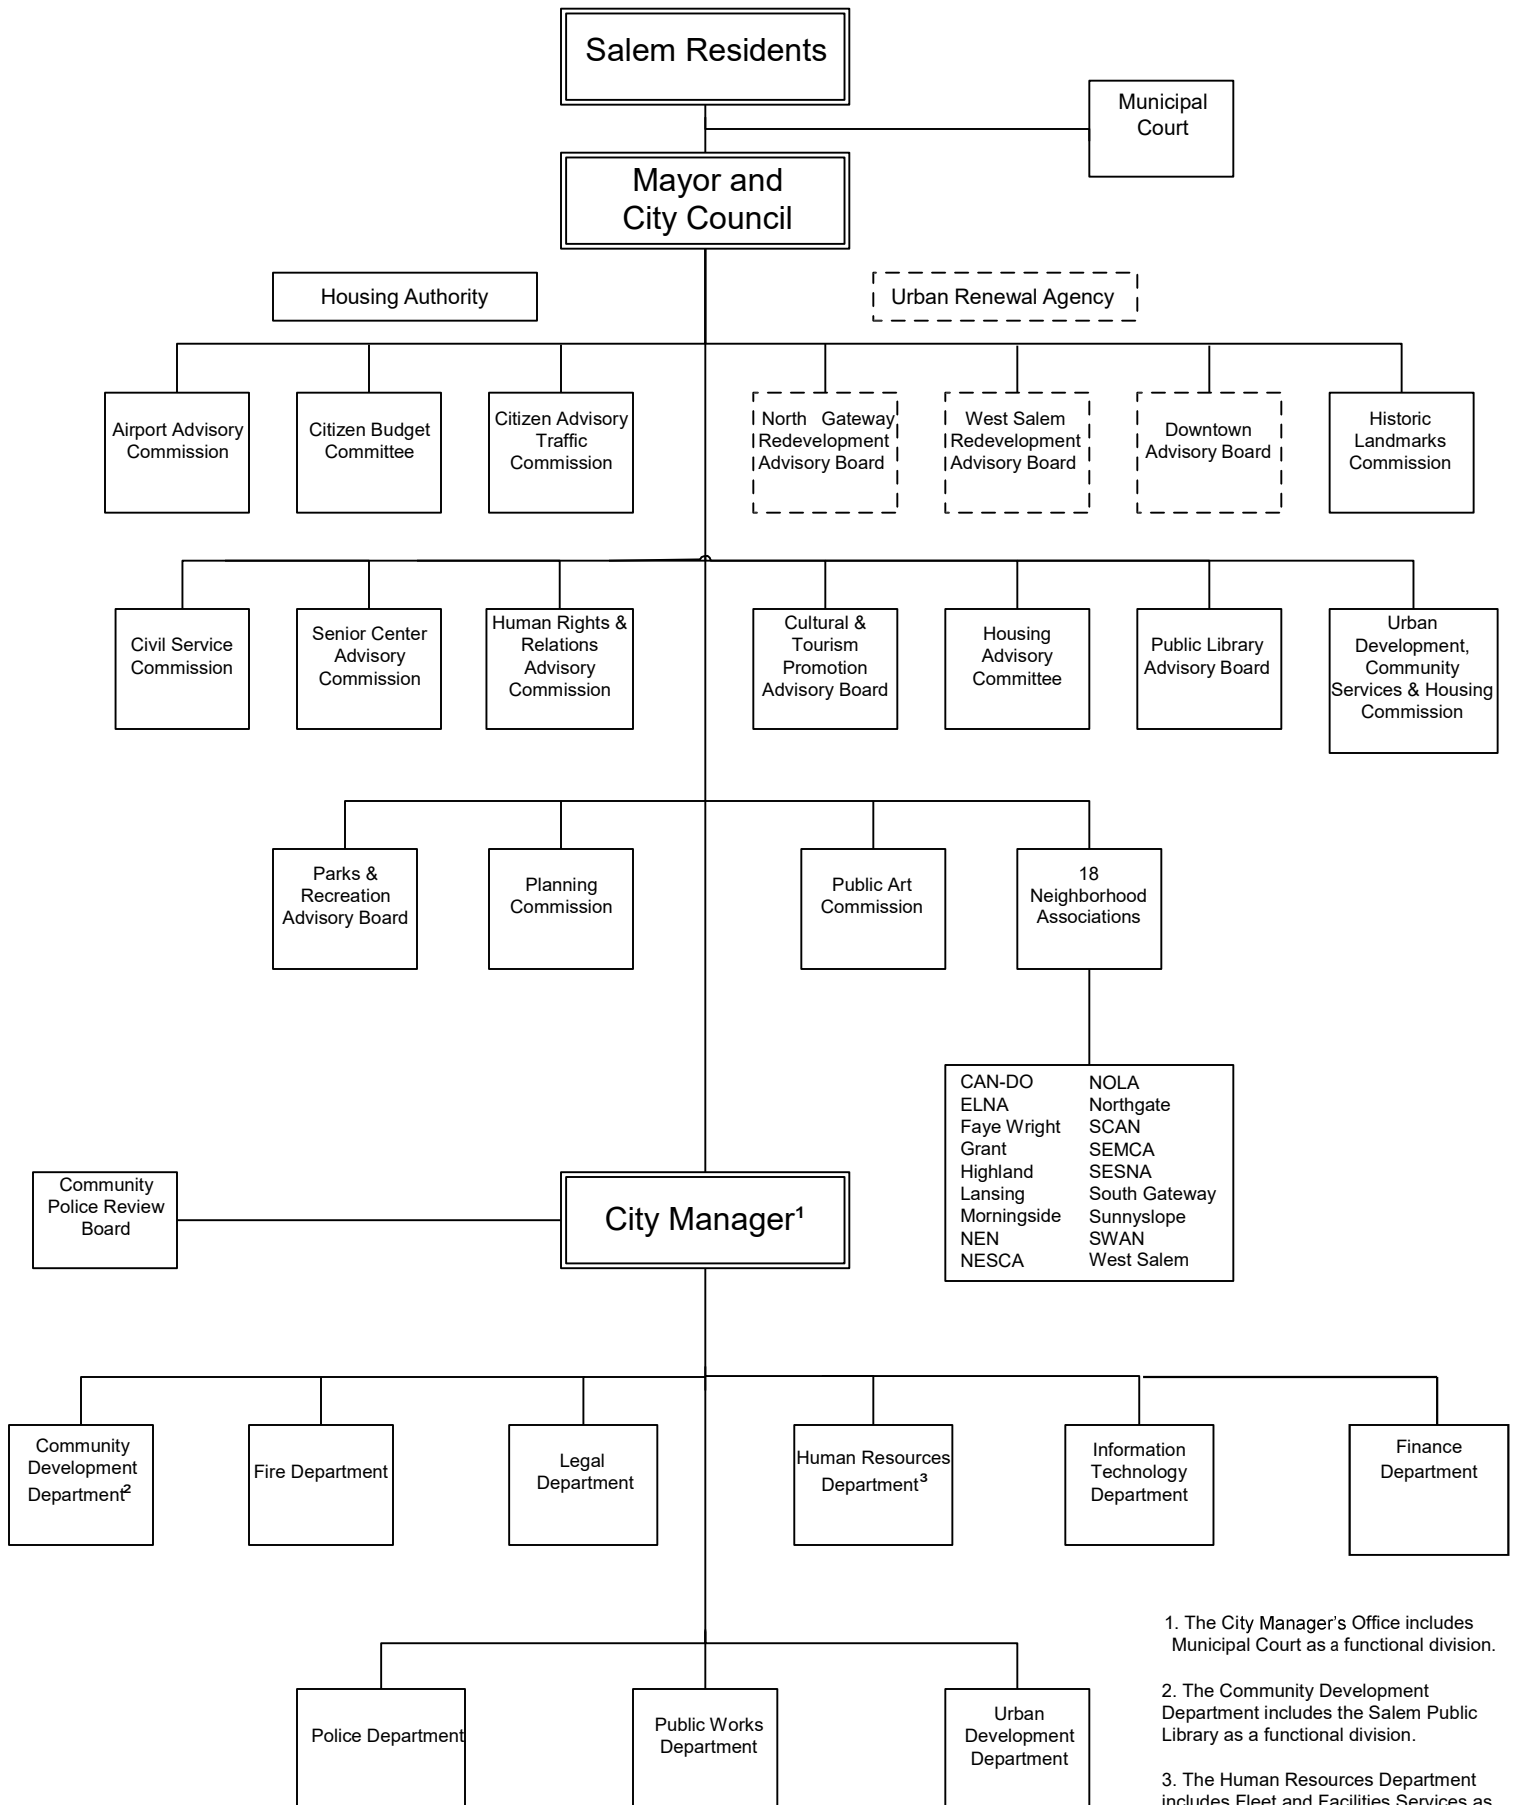 Salem Residents
Municipal
Court
Mayor and
City Council
Housing Authority
Urban Renewal Agency
Airport Advisory
Commission
Citizen Budget
Committee
Citizen Advisory
Traffic
Commission
North Gateway
Redevelopment
Advisory Board
West Salem
Redevelopment
Advisory Board
Downtown
Advisory Board
Historic
Landmarks
Commission
Civil Service
Commission
Senior Center
Advisory
Commission
Human Rights &
Relations
Advisory
Commission
Cultural &
Tourism
Promotion
Advisory Board
Housing
Advisory
Committee
Public Library
Advisory Board
Urban
Development,
Community
Services & Housing
Commission
Parks &
Recreation
Advisory Board
Planning
Commission
Public Art
Commission
18
Neighborhood
Associations
CAN-DO
ELNA
Faye Wright
Grant
Highland
Lansing
Morningside
NEN
NESCA
NOLA
Northgate
SCAN
SEMCA
SESNA
South Gateway
Sunnyslope
SWAN
West Salem
Community
Police Review
Board
City Manager¹
Community
Development
Department²
Fire Department
Legal
Department
Human Resources
Department³
Information
Technology
Department
Finance
Department
Police Department
Public Works
Department
Urban
Development
Department
1. The City Manager's Office includes
Municipal Court as a functional division.
2. The Community Development
Department includes the Salem Public
Library as a functional division.
3. The Human Resources Department
includes Fleet and Facilities Services as